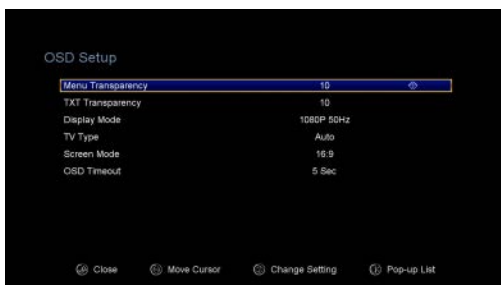 OSD Setup
Menu Transparency 10
TXT Transparency 10
Display Mode 1080P 50Hz
TV Type Auto
Screen Mode 16:9
OSD Timeout 5 Sec
Close Move Cursor Change Setting Pop-up List